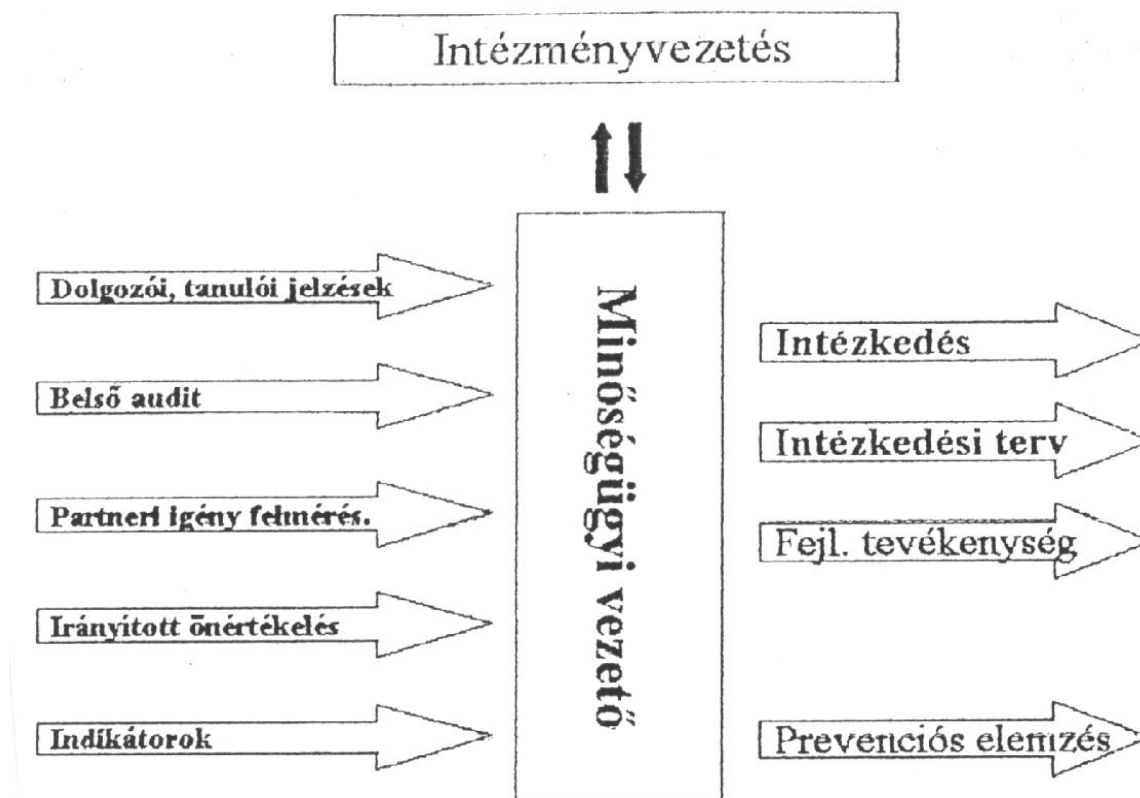 Intézményvezetés
Dolgozói, tanulói jelzések
Belső audit
Partneri igény felmérés.
Irányított önértékelés
Indikátorok
Minőségügyi vezető
Intézkedés
Intézkedési terv
Fejl. tevékenység
Prevenciós elemzés